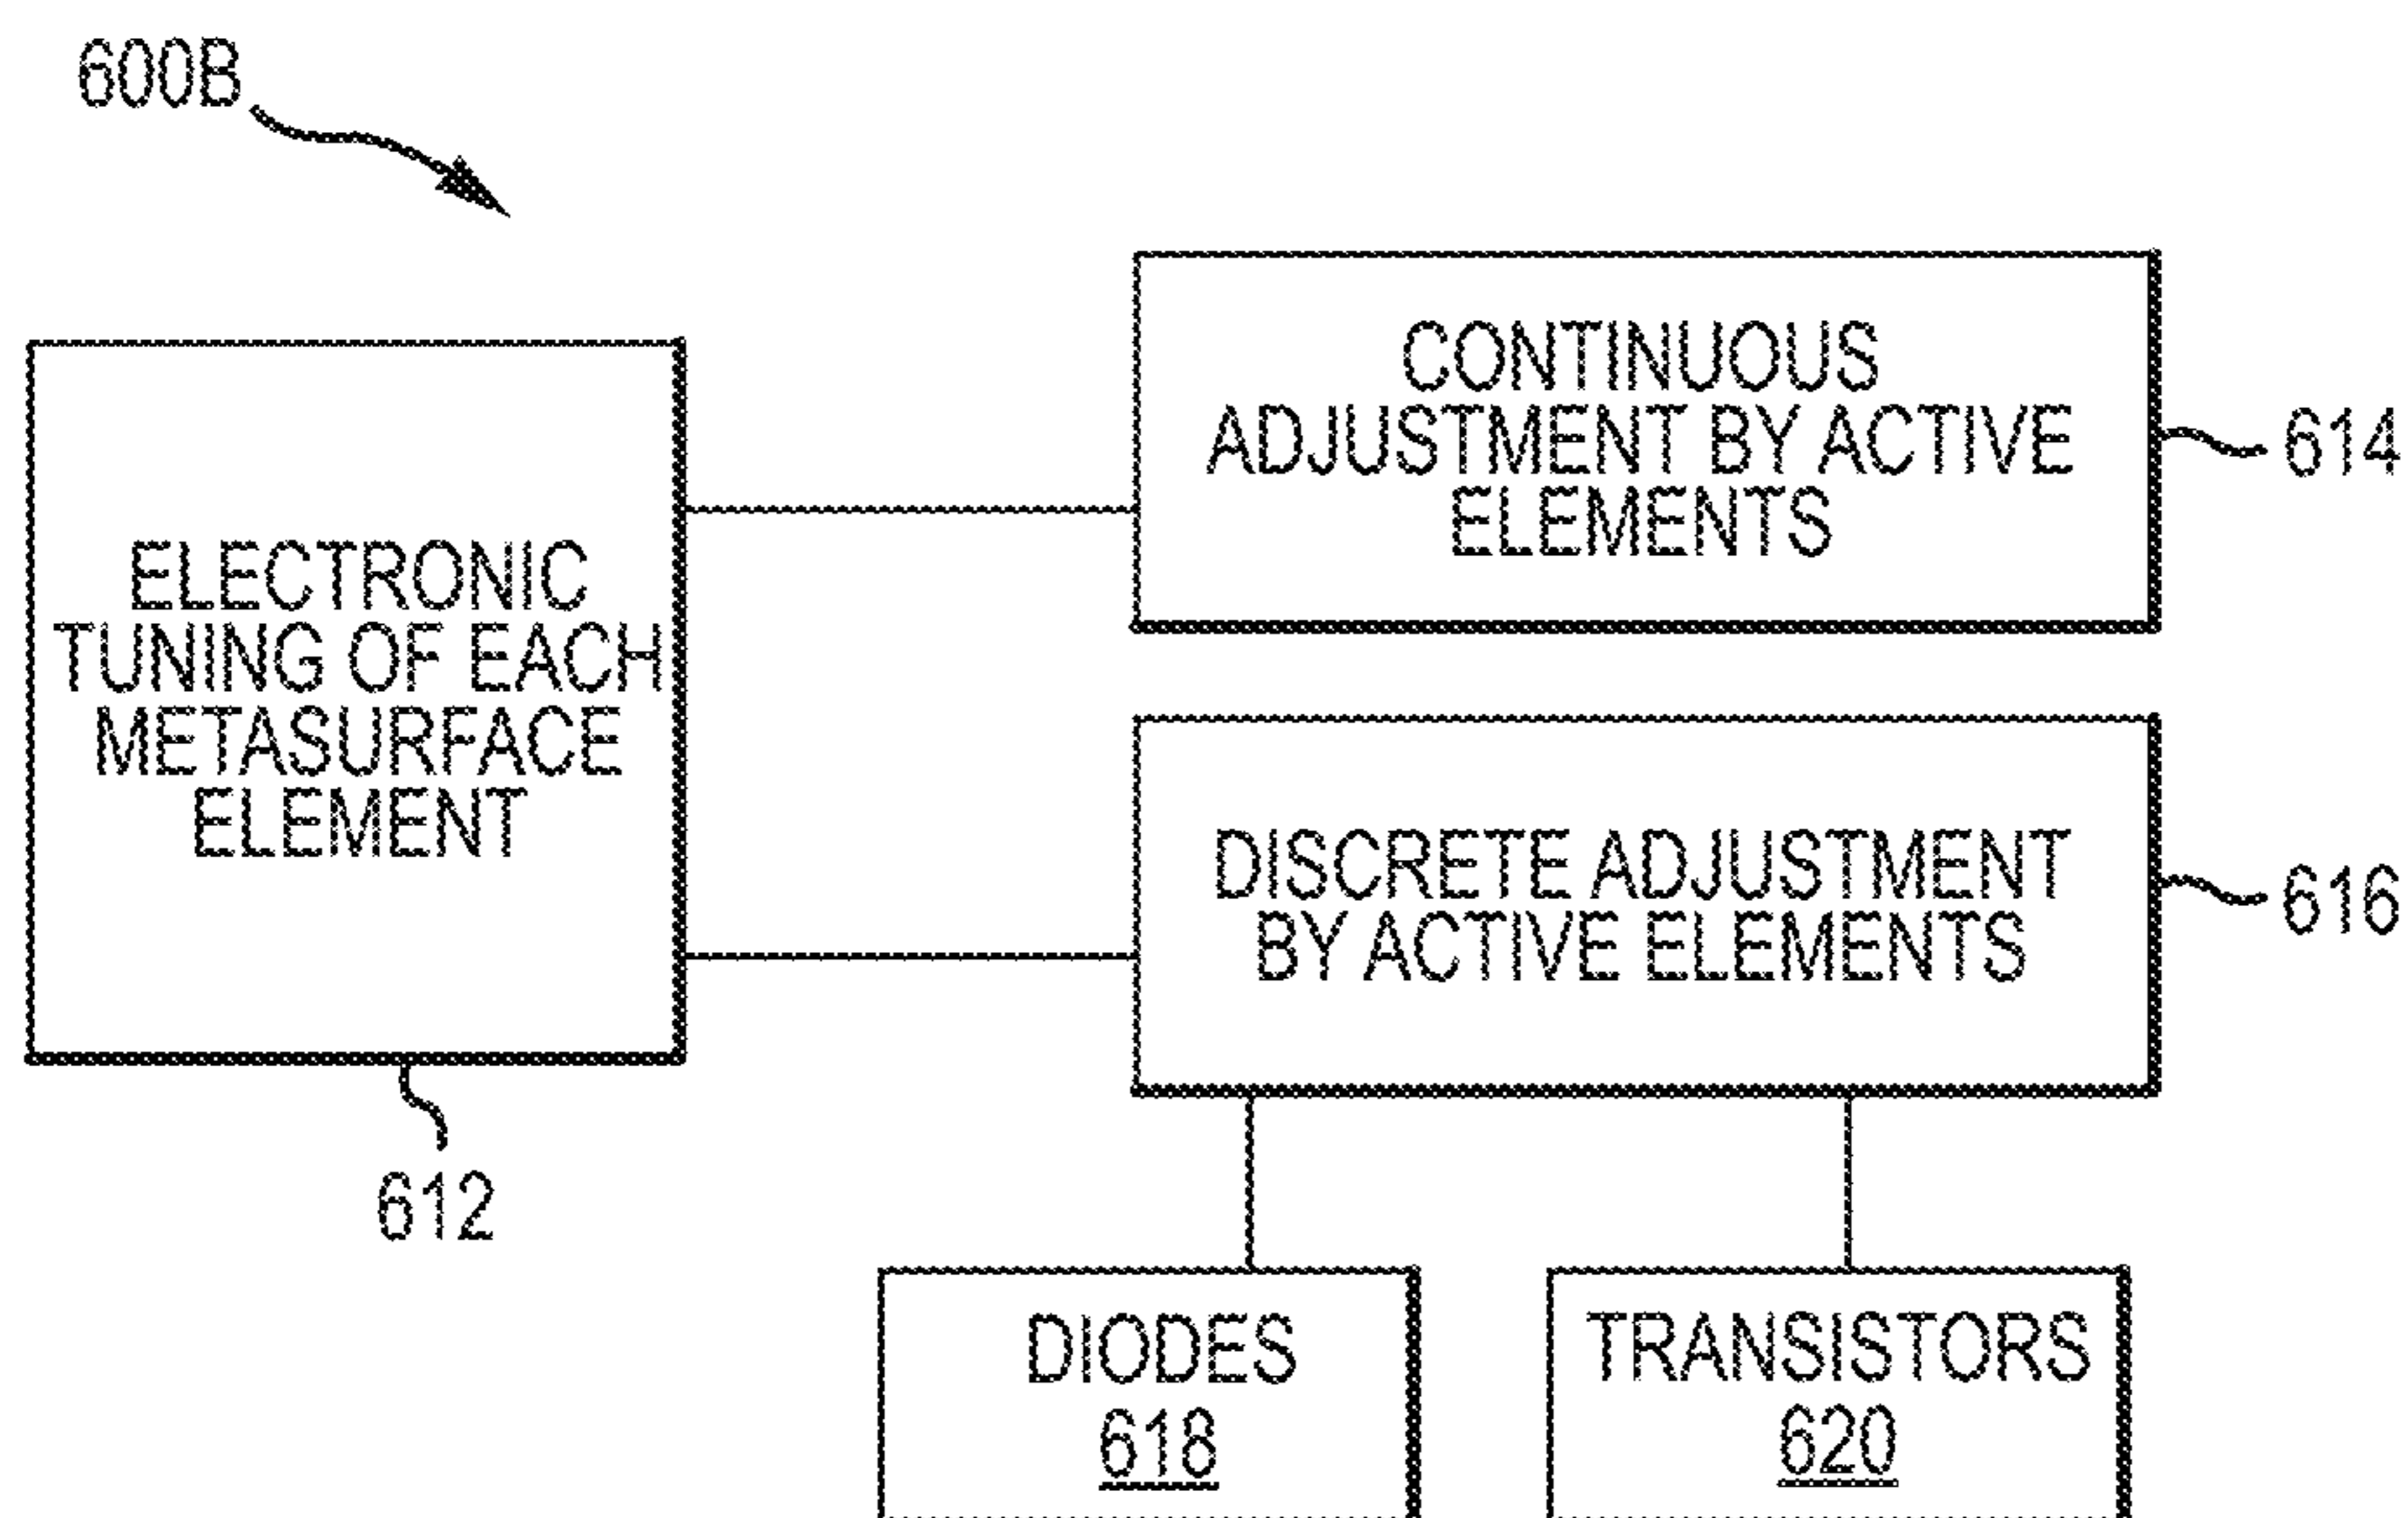 600B
CONTINUOUS
ADJUSTMENT BY ACTIVE
ELEMENTS
614
ELECTRONIC
TUNING OF EACH
METASURFACE
ELEMENT
612
DISCRETE ADJUSTMENT
BY ACTIVE ELEMENTS
616
DIODES
618
TRANSISTORS
620